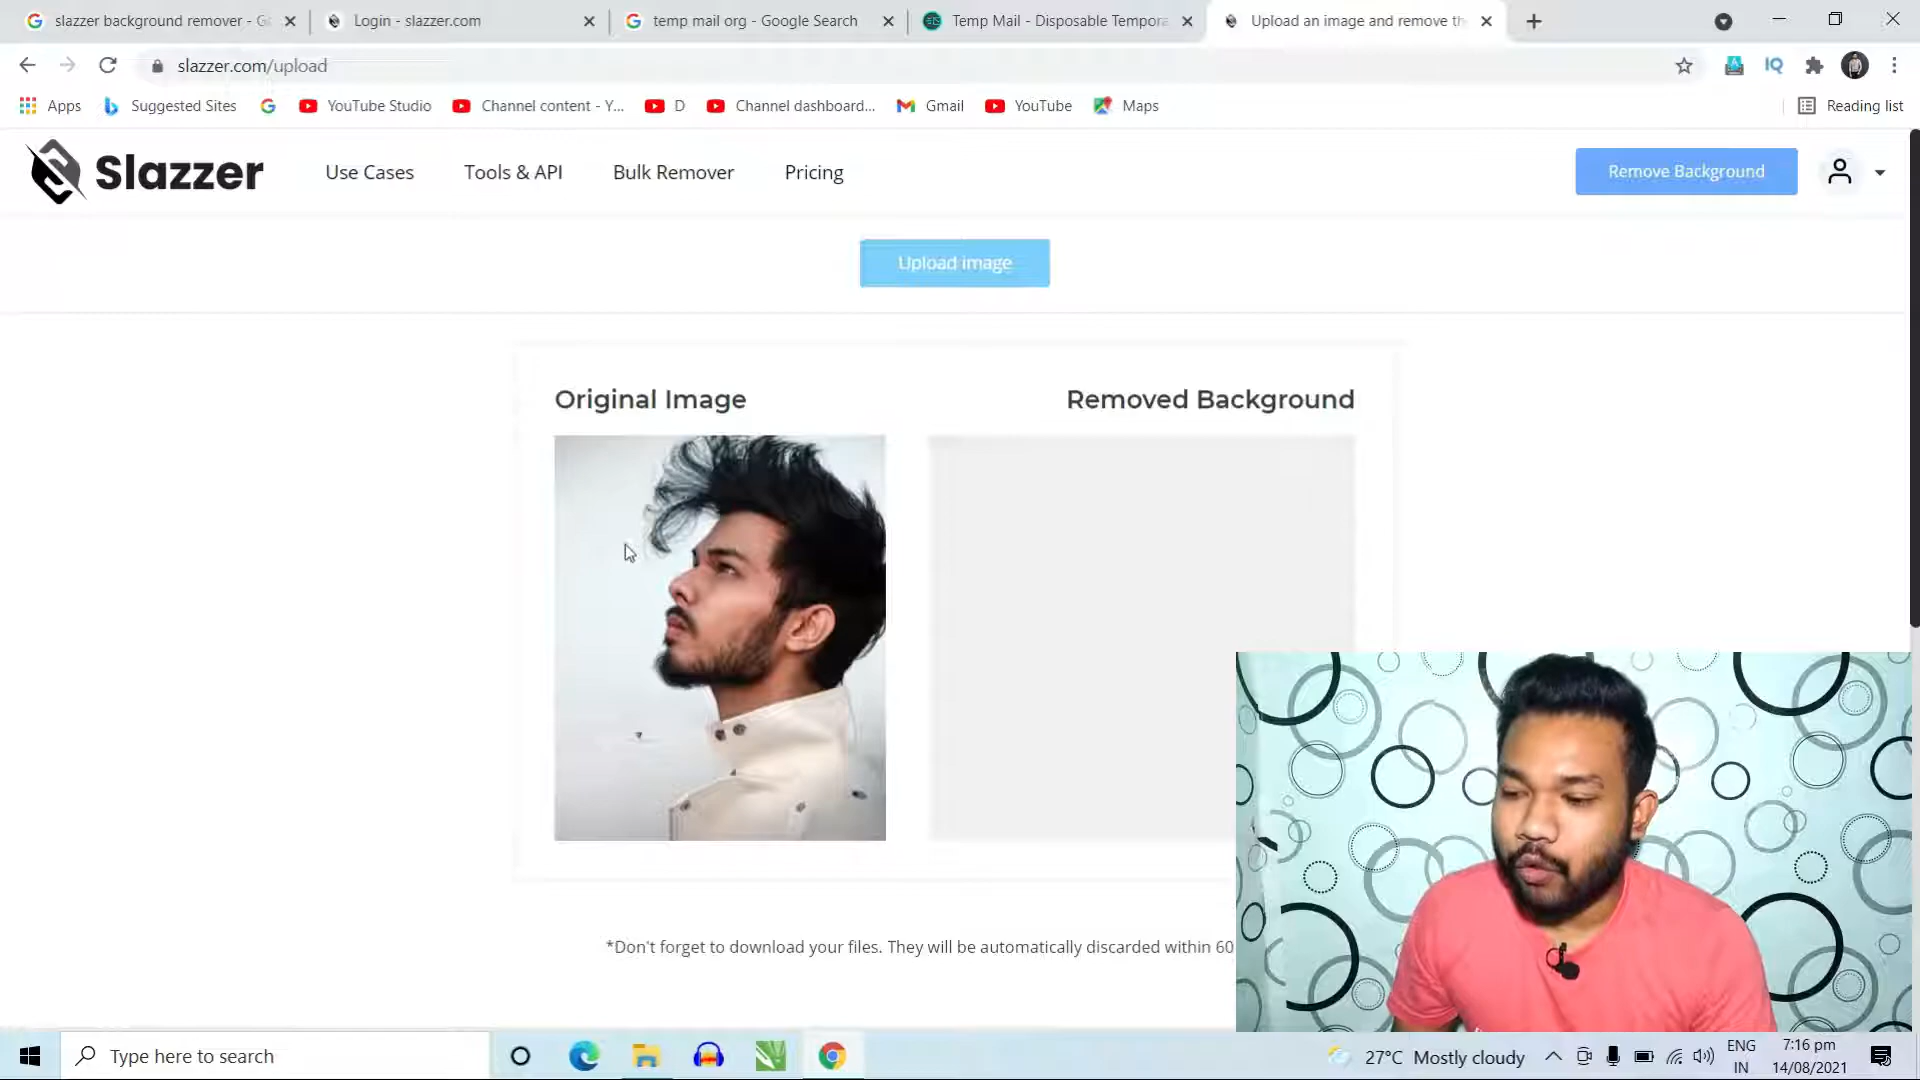 slazzer background remover - G
Login - slazzer.com
temp mail org - Google Search
Temp Mail - Disposable Tempora
Upload an image and remove th
slazzer.com/upload
Apps
Suggested Sites
YouTube Studio
Channel content - Y...
D
Channel dashboard...
Gmail
YouTube
Maps
Reading list
Slazzer
Use Cases
Tools & API
Bulk Remover
Pricing
Remove Background
Upload image
Original Image
Removed Background
*Don't forget to download your files. They will be automatically discarded within 60
Type here to search
27°C Mostly cloudy
ENG
IN
7:16 pm
14/08/2021